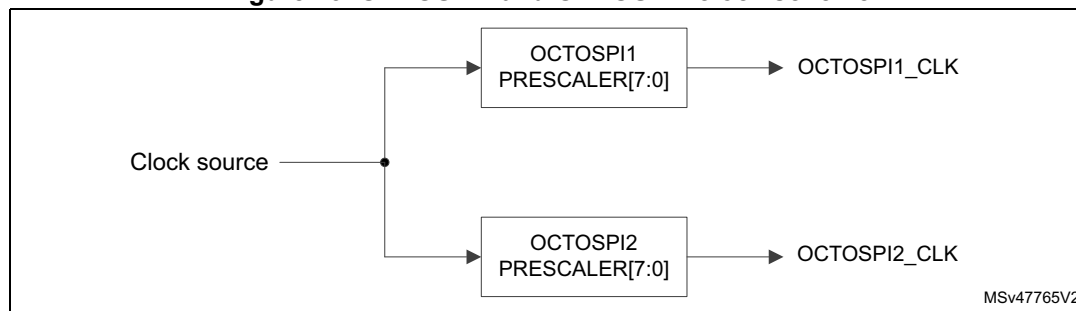 OCTOSPI1
PRESCALER[7:0]
OCTOSPI1_CLK
Clock source
OCTOSPI2
PRESCALER[7:0]
OCTOSPI2_CLK
MSv47765V2